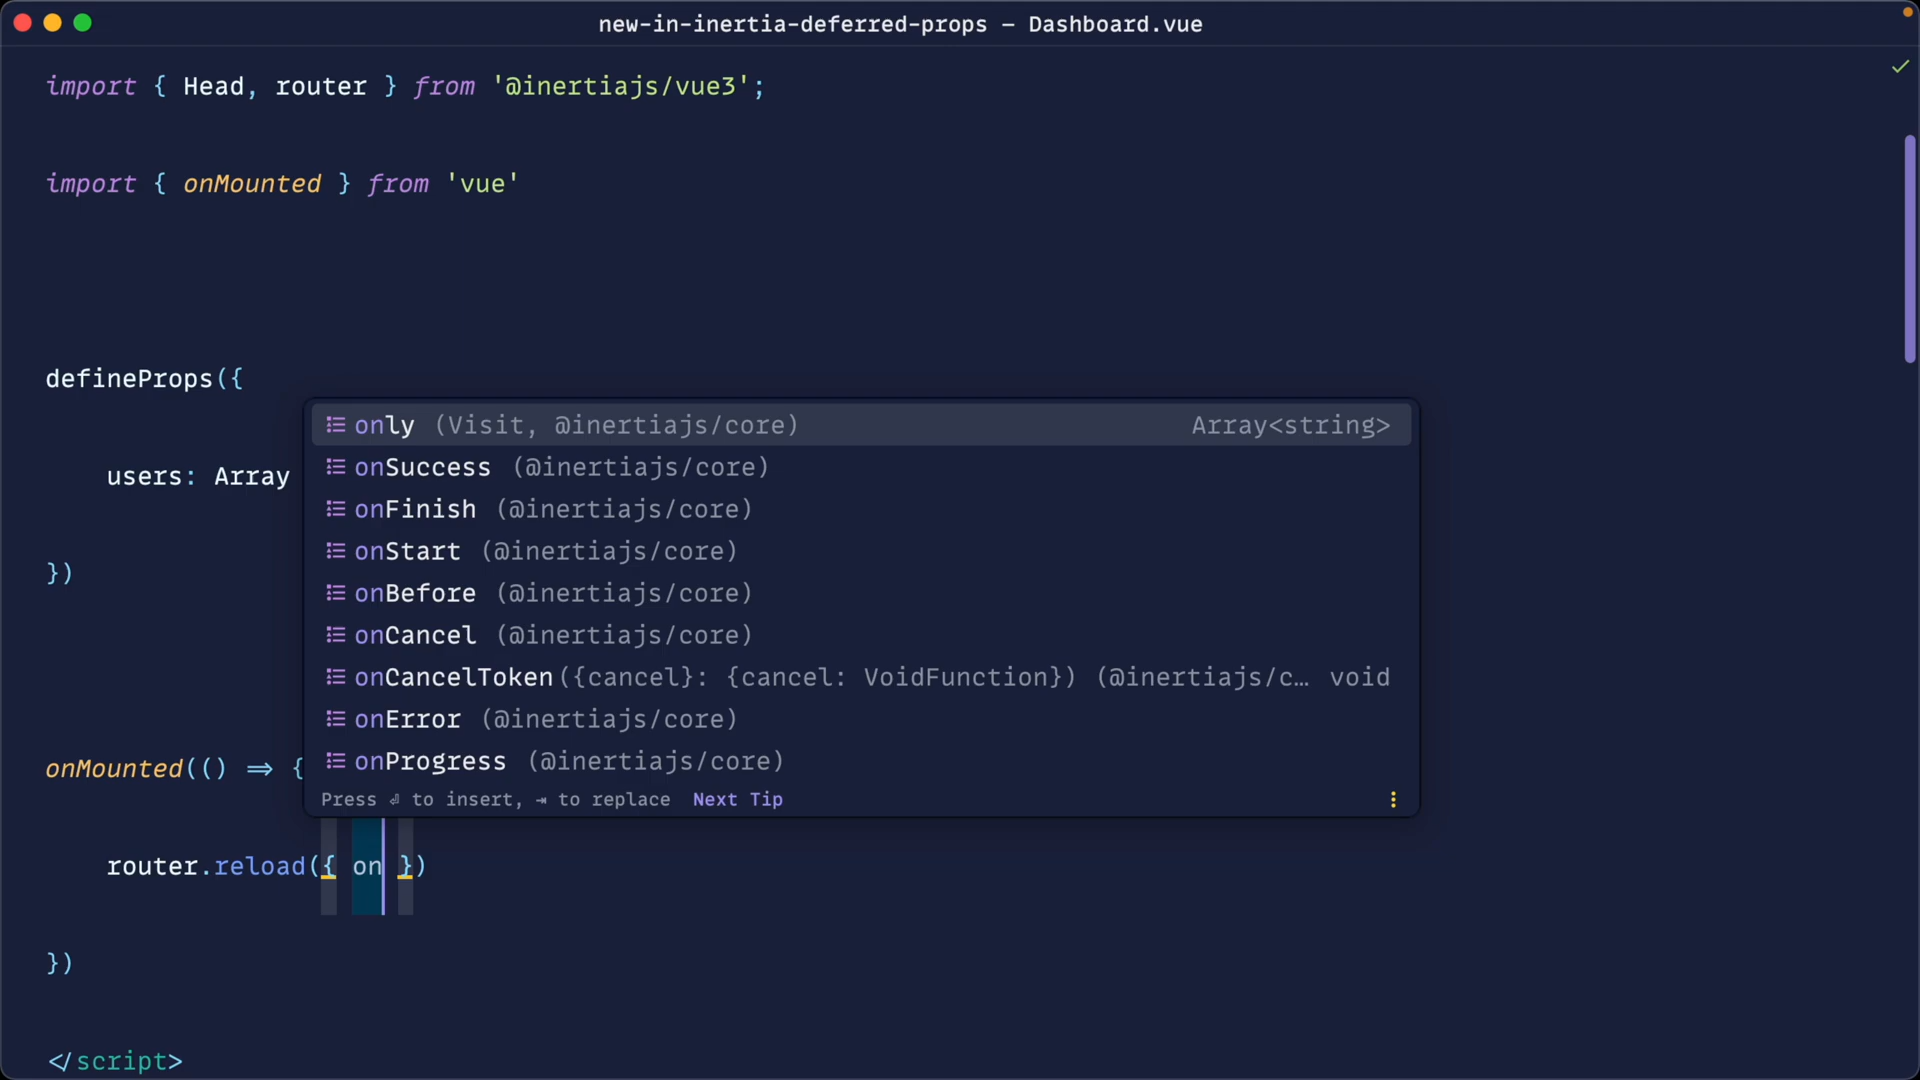 new-in-inertia-deferred-props – Dashboard.vue
import { Head, router } from '@inertiajs/vue3';
import { onMounted } from 'vue'
defineProps({
only (Visit, @inertiajs/core) Array<string>
onSuccess (@inertiajs/core)
users: Array
onFinish (@inertiajs/core)
onStart (@inertiajs/core)
})
onBefore (@inertiajs/core)
onCancel (@inertiajs/core)
onCancelToken({cancel}: {cancel: VoidFunction}) (@inertiajs/c… void
onError (@inertiajs/core)
onMounted(() => {
onProgress (@inertiajs/core)
Press ⏎ to insert, ⇥ to replace Next Tip
router.reload({ on })
})
</script>